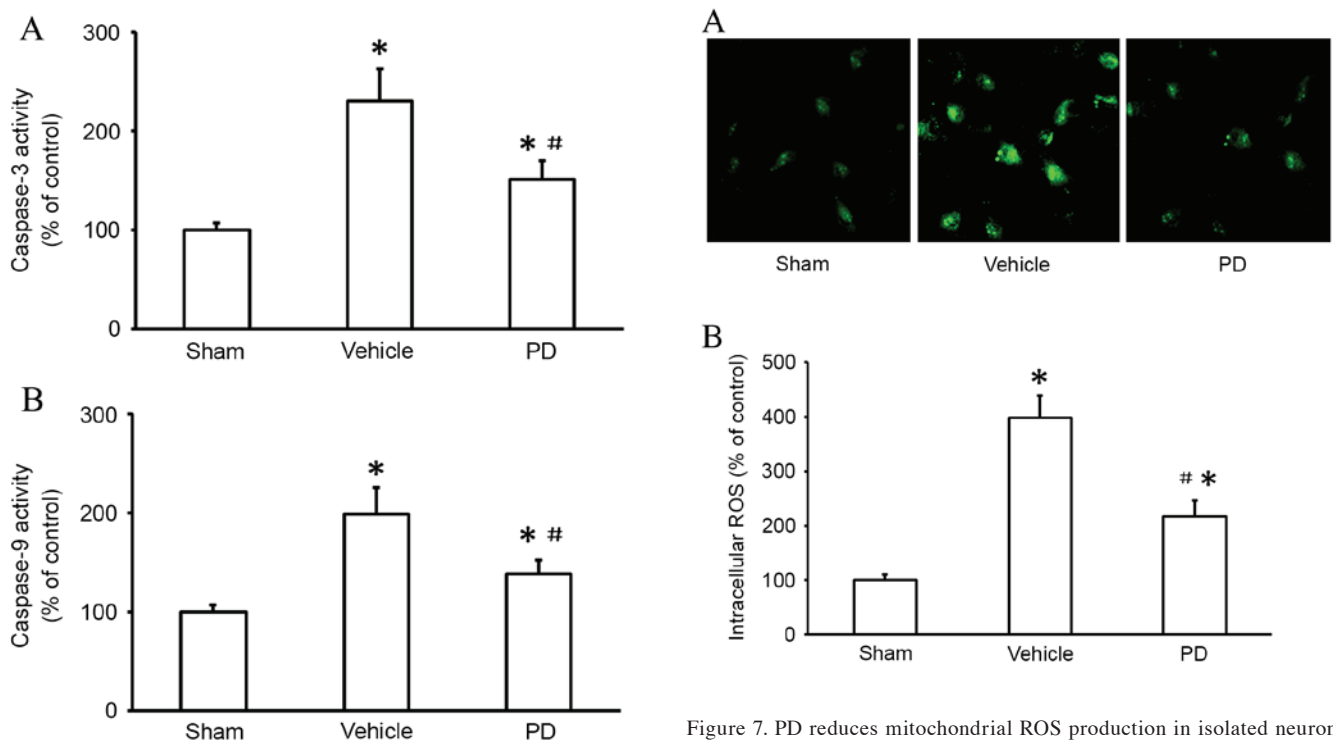 A
300
200
100
0
Caspase-3 activity
(% of control)
*
* #
Sham Vehicle PD
B
300
200
100
0
Caspase-9 activity
(% of control)
*
* #
Sham Vehicle PD
A
Sham Vehicle PD
B
500
400
300
200
100
0
Intracellular ROS (% of control)
*
# *
Sham Vehicle PD
Figure 7. PD reduces mitochondrial ROS production in isolated neuron